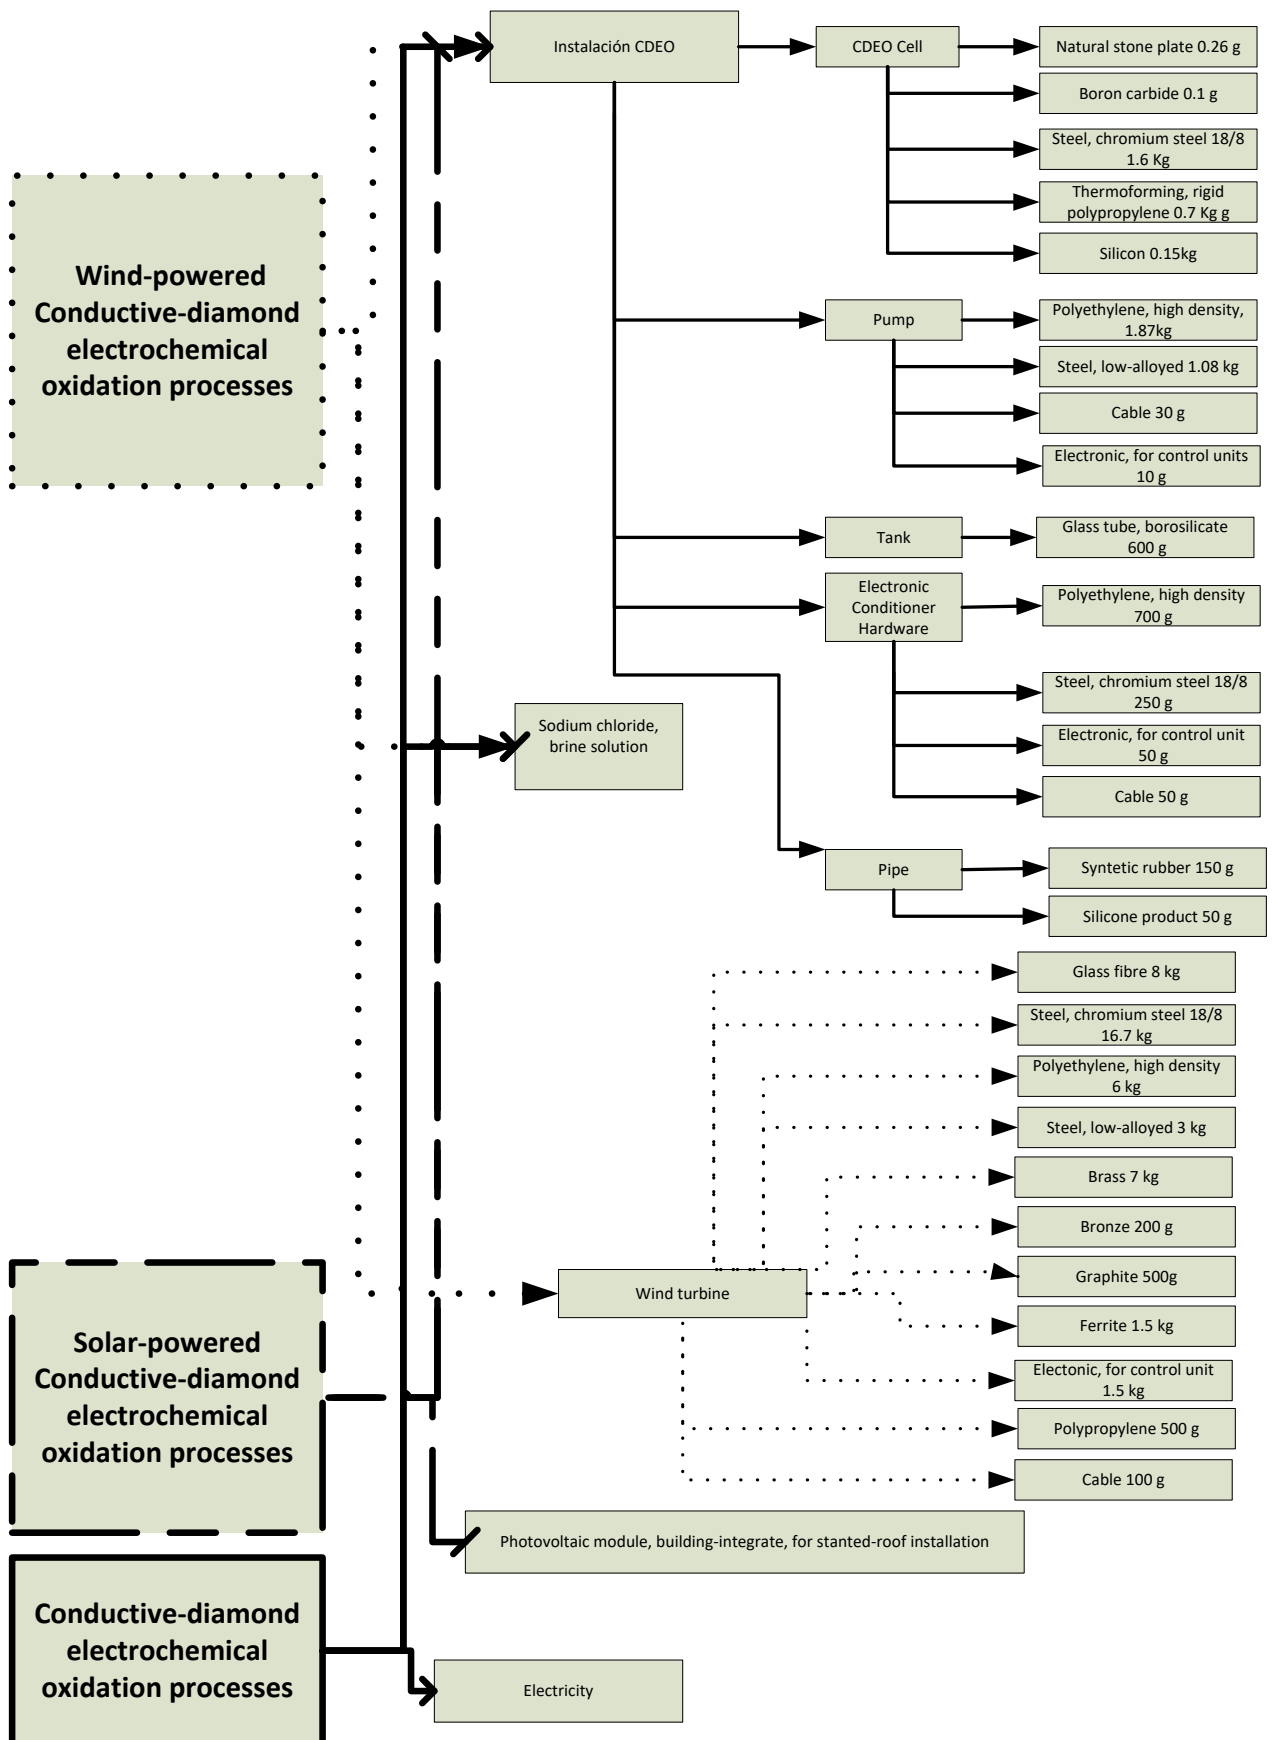 Instalación CDEO
CDEO Cell
Natural stone plate 0.26 g
Boron carbide 0.1 g
Steel, chromium steel 18/8
1.6 Kg
Thermoforming, rigid
polypropylene 0.7 Kg g
Silicon 0.15kg
Wind-powered
Conductive-diamond
electrochemical
oxidation processes
Pump
Polyethylene, high density,
1.87kg
Steel, low-alloyed 1.08 kg
Cable 30 g
Electronic, for control units
10 g
Tank
Glass tube, borosilicate
600 g
Electronic
Conditioner
Hardware
Polyethylene, high density
700 g
Steel, chromium steel 18/8
250 g
Electronic, for control unit
50 g
Cable 50 g
Sodium chloride,
brine solution
Pipe
Syntetic rubber 150 g
Silicone product 50 g
Glass fibre 8 kg
Steel, chromium steel 18/8
16.7 kg
Polyethylene, high density
6 kg
Steel, low-alloyed 3 kg
Brass 7 kg
Bronze 200 g
Wind turbine
Graphite 500g
Ferrite 1.5 kg
Electonic, for control unit
1.5 kg
Polypropylene 500 g
Cable 100 g
Solar-powered
Conductive-diamond
electrochemical
oxidation processes
Photovoltaic module, building-integrate, for stanted-roof installation
Conductive-diamond
electrochemical
oxidation processes
Electricity